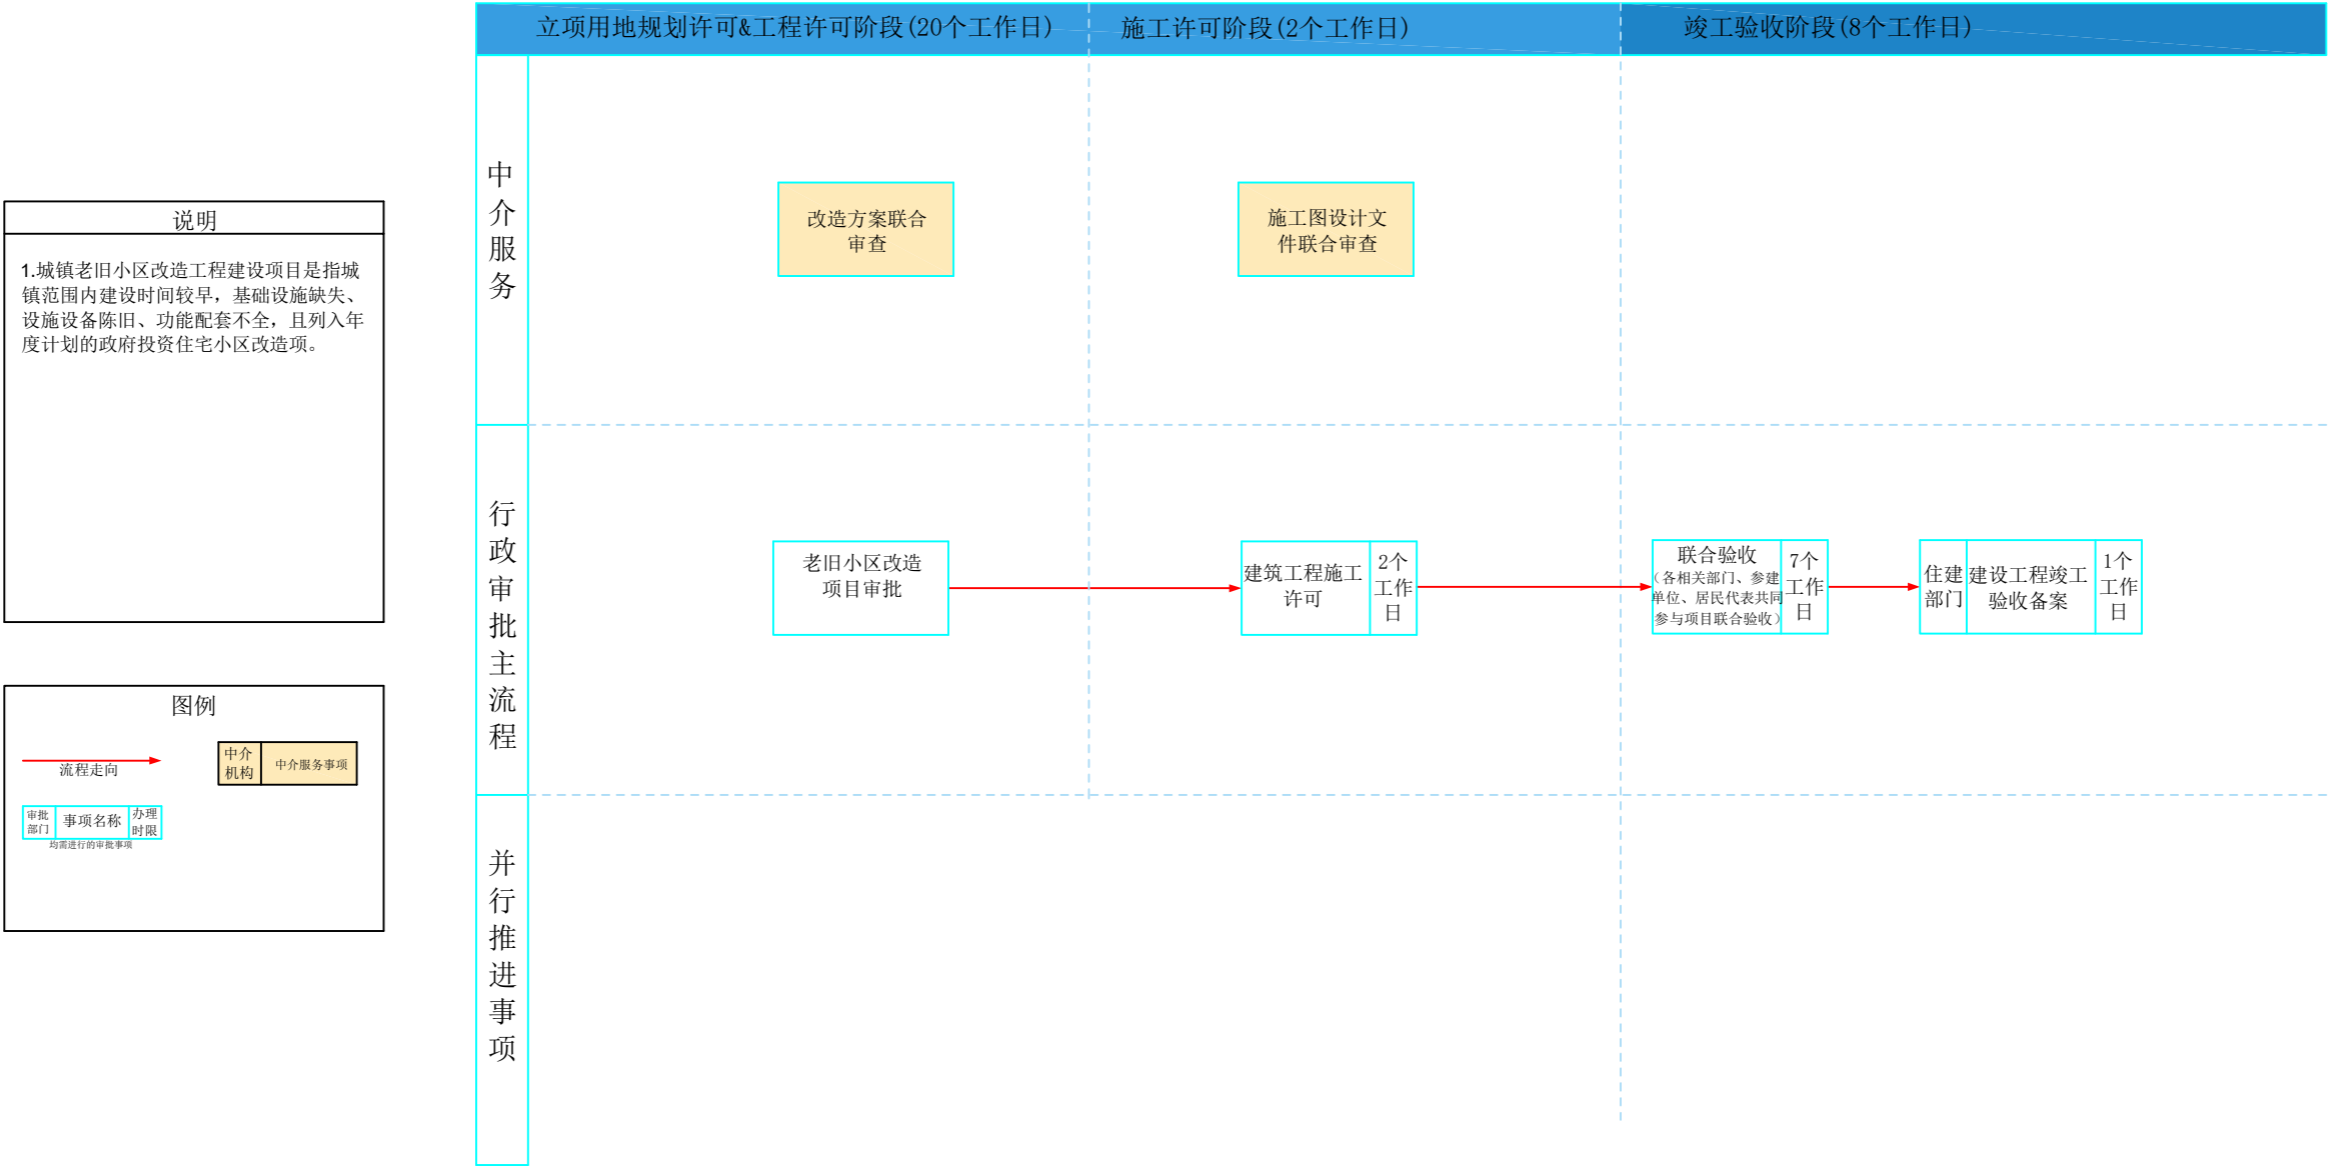 立项用地规划许可&工程许可阶段(20个工作日)
施工许可阶段(2个工作日)
竣工验收阶段(8个工作日)
说明
1.城镇老旧小区改造工程建设项目是指城
镇范围内建设时间较早，基础设施缺失、
设施设备陈旧、功能配套不全，且列入年
度计划的政府投资住宅小区改造项。
图例
流程走向
中介
机构
中介服务事项
审批
部门
事项名称
办理
时限
均需进行的审批事项
中
介
服
务
改造方案联合
审查
施工图设计文
件联合审查
行
政
审
批
主
流
程
老旧小区改造
项目审批
建筑工程施工
许可
2个
工作
日
联合验收
（各相关部门、参建
单位、居民代表共同
参与项目联合验收）
7个
工作
日
住建
部门
建设工程竣工
验收备案
1个
工作
日
并
行
推
进
事
项